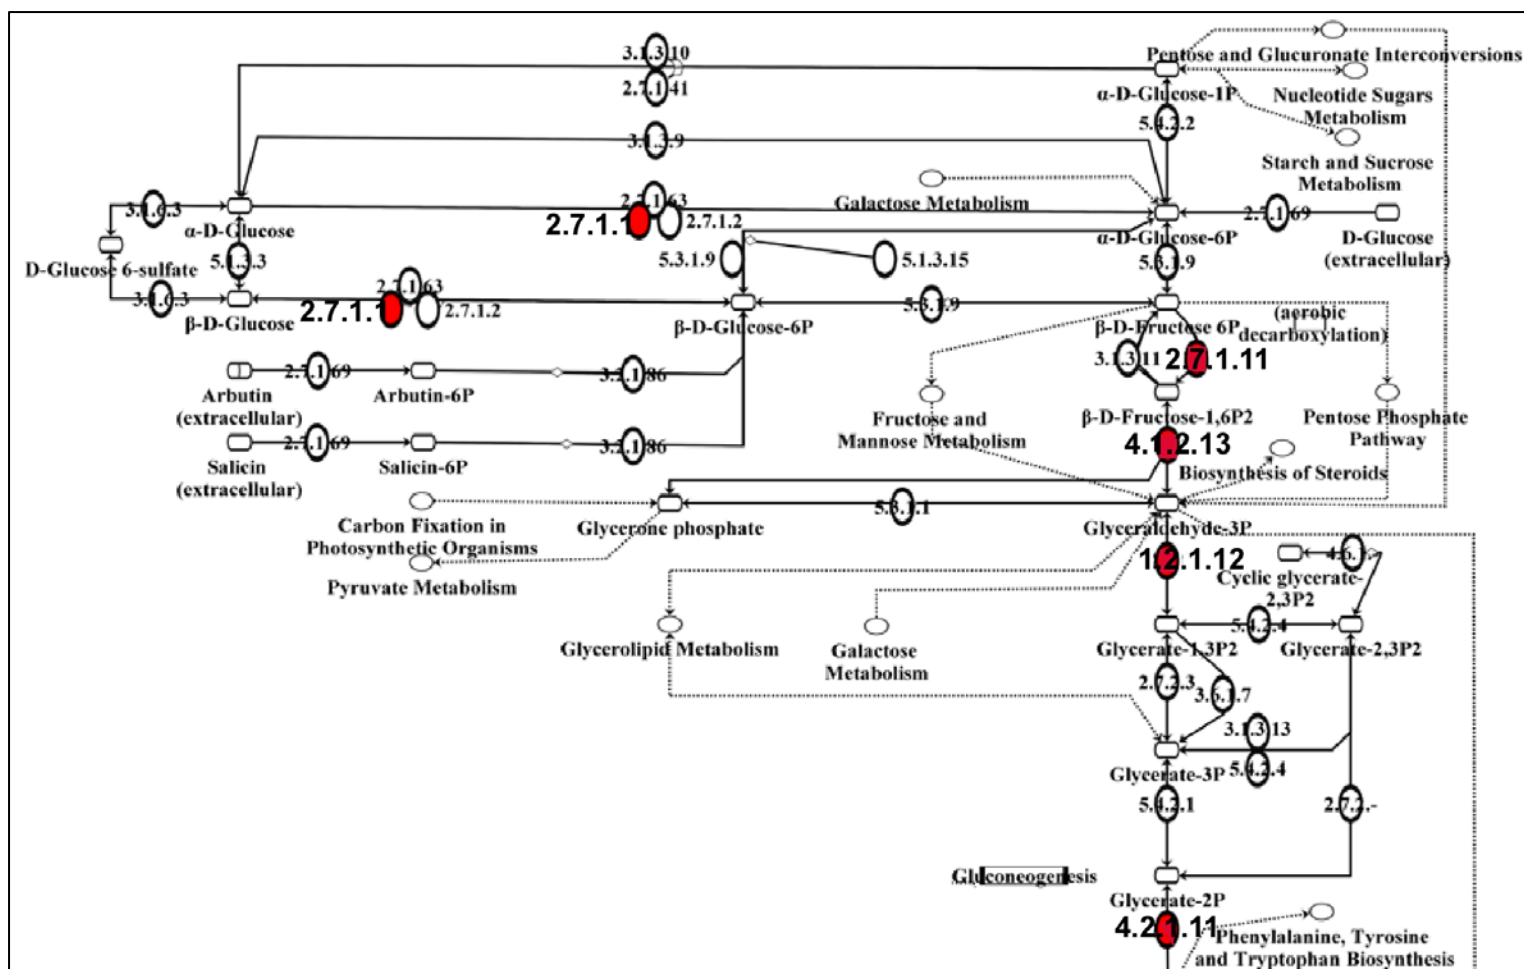 3.1.3.10
Pentose and Glucuronate Interconversions
2.7.1.41
α-D-Glucose-1P
Nucleotide Sugars
Metabolism
5.4.2.2
3.1.3.9
Starch and Sucrose
Metabolism
2.7.1.63
3.1.6.3
Galactose Metabolism
2.7.1.69
2.7.1.1
2.7.1.2
α-D-Glucose
α-D-Glucose-6P
D-Glucose
(extracellular)
5.3.1.9
5.1.3.15
5.1.3.3
5.3.1.9
D-Glucose 6-sulfate
2.7.1.63
3.1.6.3
2.7.1.1
2.7.1.2
5.3.1.9
β-D-Glucose
β-D-Glucose-6P
β-D-Fructose 6P
(aerobic
decarboxylation)
3.1.3.11
2.7.1.11
2.7.1.69
3.2.1.86
Arbutin
(extracellular)
Arbutin-6P
β-D-Fructose-1,6P2
Fructose and
Mannose Metabolism
Pentose Phosphate
Pathway
4.1.2.13
2.7.1.69
3.2.1.86
Salicin
(extracellular)
Salicin-6P
Biosynthesis of Steroids
5.3.1.1
Carbon Fixation in
Photosynthetic Organisms
Glycerone phosphate
Glyceraldehyde-3P
Pyruvate Metabolism
1.2.1.12
4.6.1.-
Cyclic glycerate-
2,3P2
5.4.2.4
Glycerolipid Metabolism
Galactose
Metabolism
Glycerate-1,3P2
Glycerate-2,3P2
2.7.2.3
3.6.1.7
3.1.3.13
Glycerate-3P
5.4.2.4
5.4.2.1
2.7.2.-
Gluconeogenesis
Glycerate-2P
4.2.1.11
Phenylalanine, Tyrosine
and Tryptophan Biosynthesis